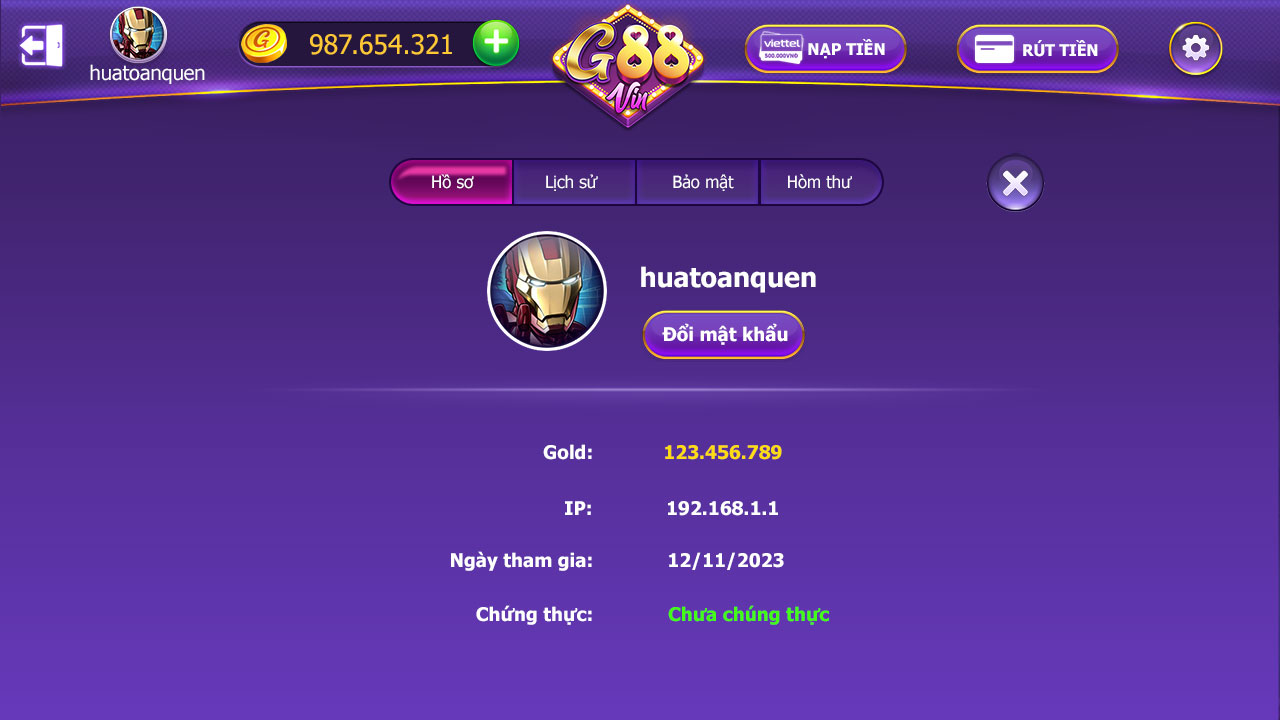 huatoanquen
987.654.321
G88
Vin
viettel
500.000VNĐ
NẠP TIỀN
RÚT TIỀN
Hồ sơ
Lịch sử
Bảo mật
Hòm thư
huatoanquen
Đổi mật khẩu
Gold: 123.456.789
IP: 192.168.1.1
Ngày tham gia: 12/11/2023
Chứng thực: Chưa chúng thực